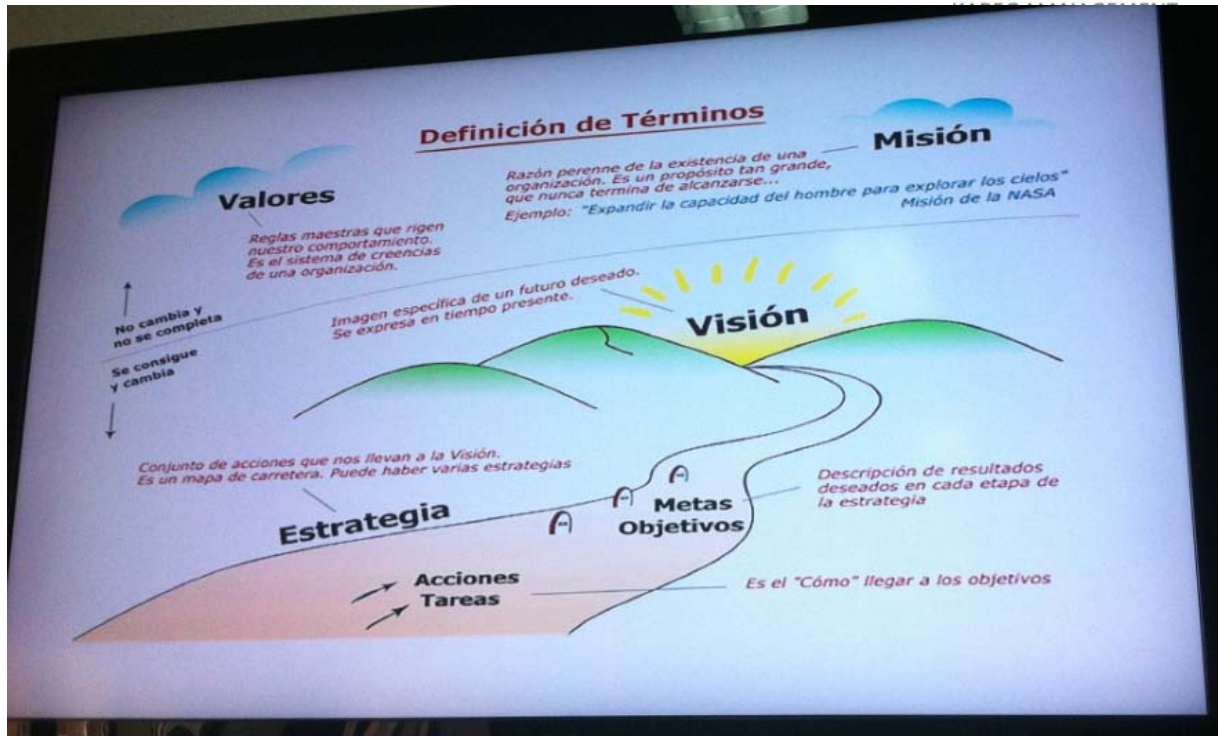 Definición de Términos
Valores
Reglas maestras que rigen
nuestro comportamiento.
Es el sistema de creencias
de una organización.
Misión
Razón perenne de la existencia de una
organización. Es un propósito tan grande,
que nunca termina de alcanzarse...
Ejemplo: "Expandir la capacidad del hombre para explorar los cielos"
Misión de la NASA
No cambia y
no se completa
Se consigue
y cambia
Imagen específica de un futuro deseado.
Se expresa en tiempo presente.
Visión
Conjunto de acciones que nos llevan a la Visión.
Es un mapa de carretera. Puede haber varias estrategias
Estrategia
Metas
Objetivos
Descripción de resultados
deseados en cada etapa de
la estrategia
Acciones
Tareas
Es el "Cómo" llegar a los objetivos